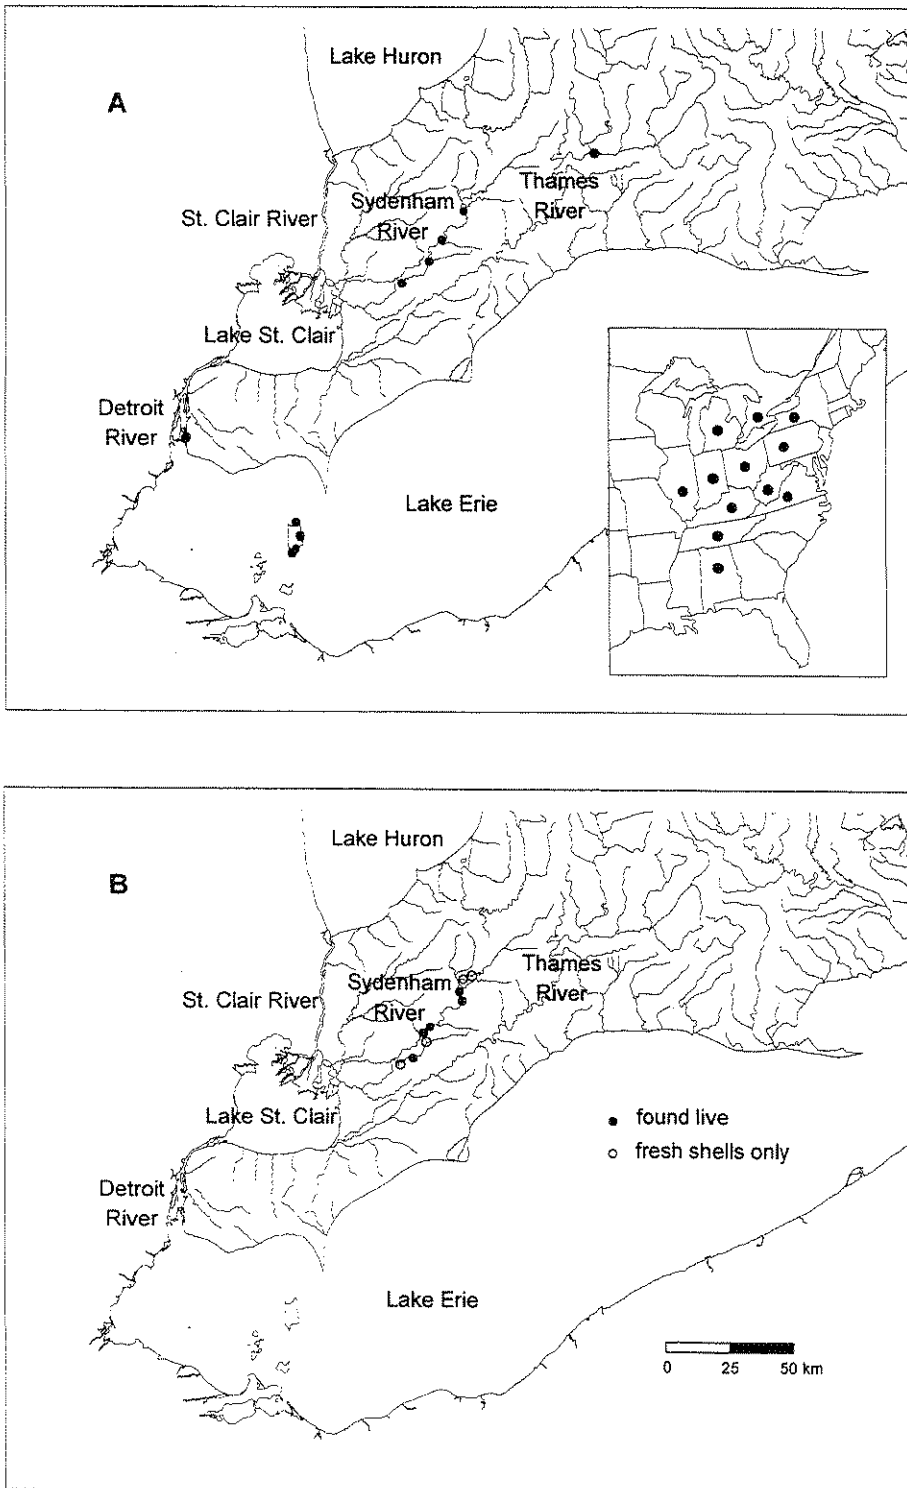 A
Lake Huron
Thames
River
Sydenham
River
St. Clair River
Lake St. Clair
Detroit
River
Lake Erie
B
Lake Huron
Thames
River
Sydenham
River
St. Clair River
Lake St. Clair
found live
fresh shells only
Detroit
River
Lake Erie
0 25 50 km